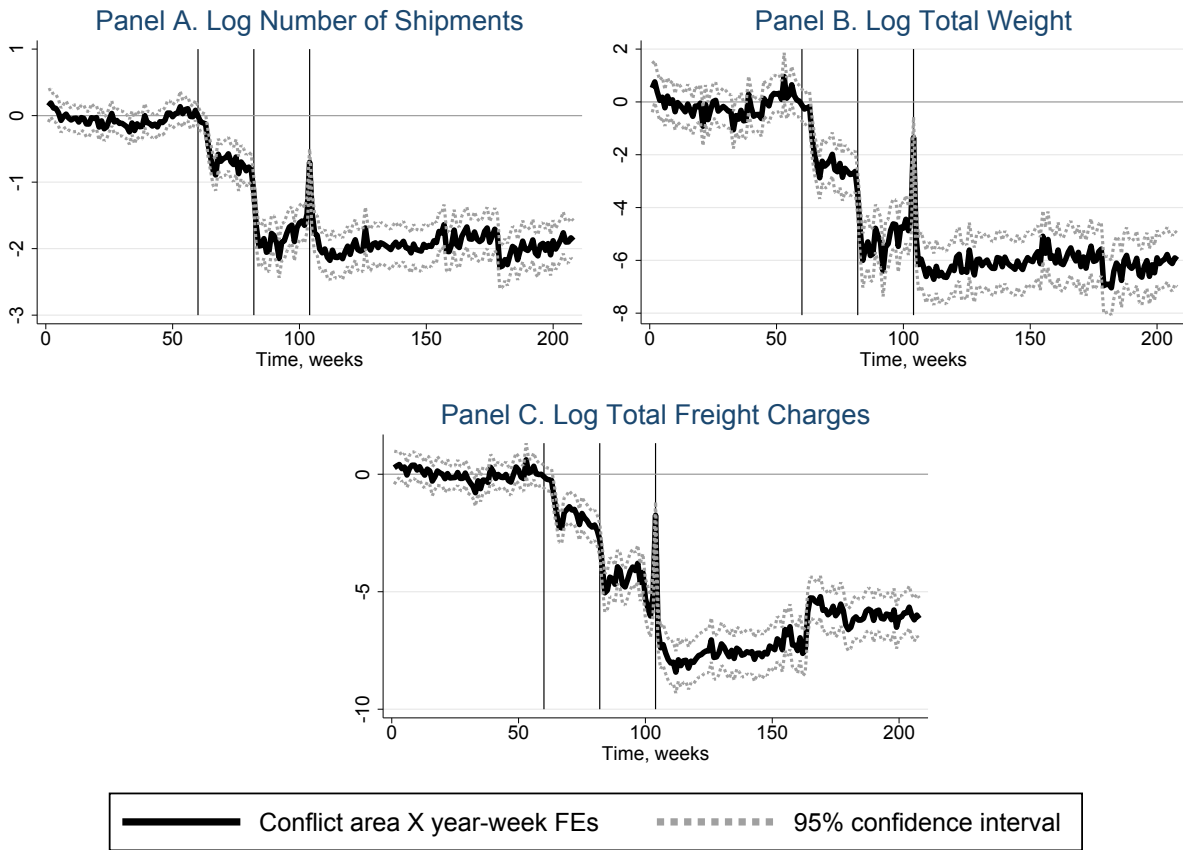 Panel A. Log Number of Shipments
1
0
-1
-2
-3
0 50 100 150 200
Time, weeks
Panel B. Log Total Weight
2
0
-2
-4
-6
-8
0 50 100 150 200
Time, weeks
Panel C. Log Total Freight Charges
0
-5
-10
0 50 100 150 200
Time, weeks
Conflict area X year-week FEs 95% confidence interval